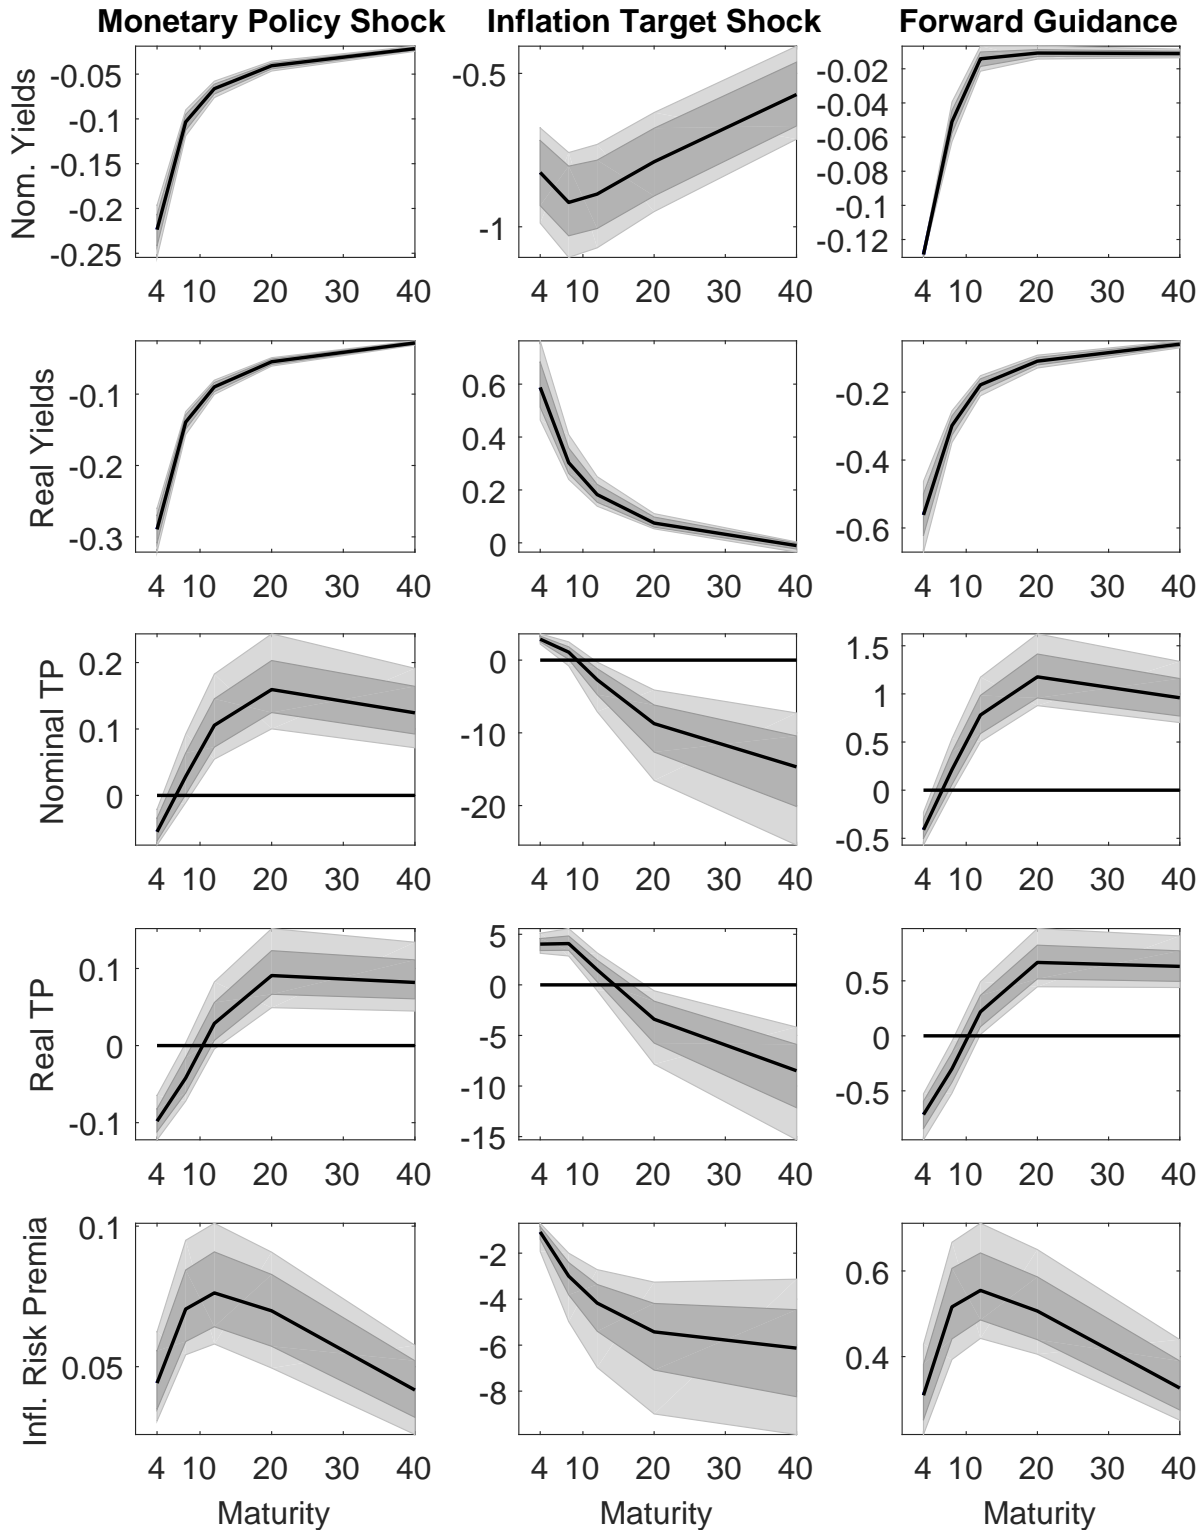 Monetary Policy Shock Inflation Target Shock Forward Guidance
Nom. Yields
-0.05
-0.1
-0.15
-0.2
-0.25
4 10 20 30 40
-0.5
-1
4 10 20 30 40
-0.02
-0.04
-0.06
-0.08
-0.1
-0.12
4 10 20 30 40
Real Yields
-0.1
-0.2
-0.3
4 10 20 30 40
0.6
0.4
0.2
0
4 10 20 30 40
-0.2
-0.4
-0.6
4 10 20 30 40
Nominal TP
0.2
0.1
0
4 10 20 30 40
0
-10
-20
4 10 20 30 40
1.5
1
0.5
0
-0.5
4 10 20 30 40
Real TP
0.1
0
-0.1
4 10 20 30 40
5
0
-5
-10
-15
4 10 20 30 40
0.5
0
-0.5
4 10 20 30 40
Infl. Risk Premia
0.1
0.05
4 10 20 30 40
Maturity
-2
-4
-6
-8
4 10 20 30 40
Maturity
0.6
0.4
4 10 20 30 40
Maturity